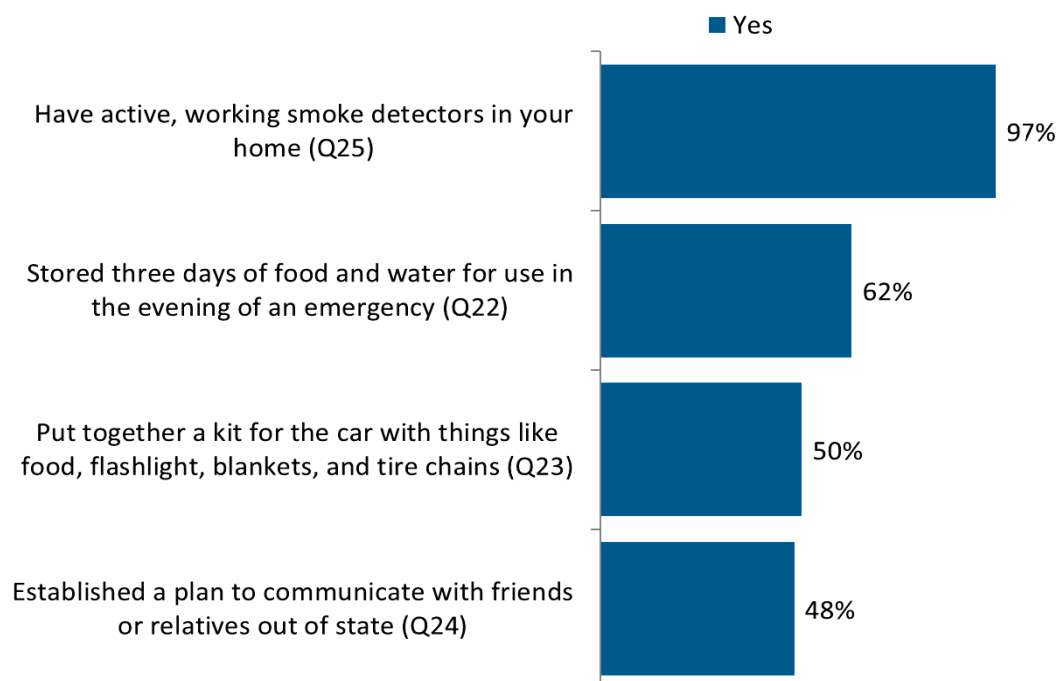 Yes
Have active, working smoke detectors in your
home (Q25)
97%
Stored three days of food and water for use in
the evening of an emergency (Q22)
62%
Put together a kit for the car with things like
food, flashlight, blankets, and tire chains (Q23)
50%
Established a plan to communicate with friends
or relatives out of state (Q24)
48%